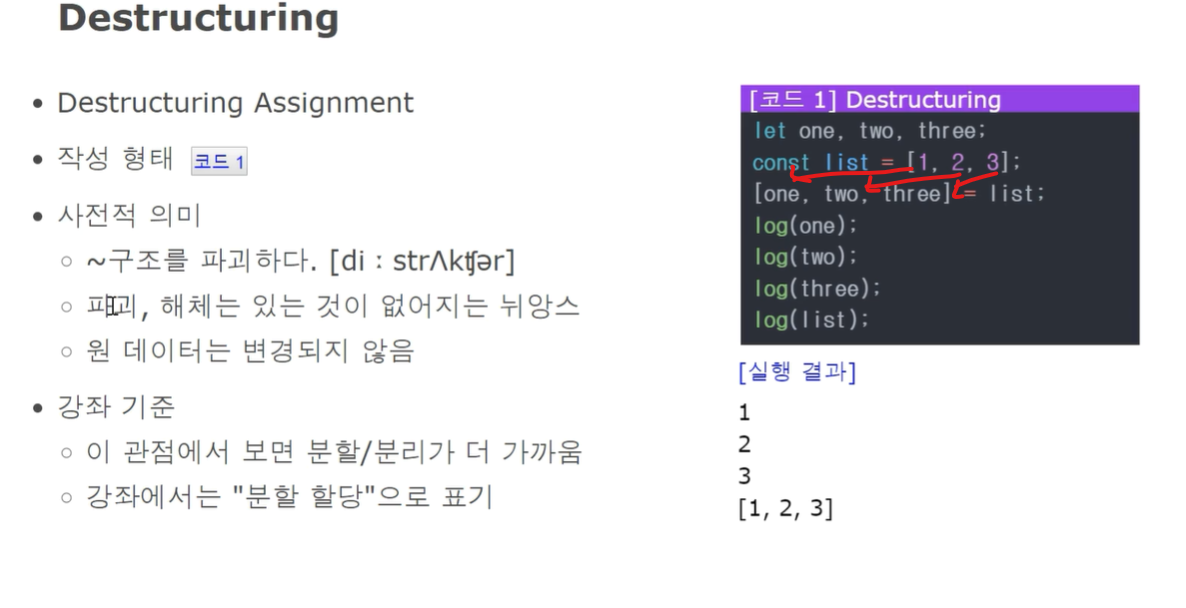 Destructuring
• Destructuring Assignment
• 작성 형태 코드 1
• 사전적 의미
○ ~구조를 파괴하다. [di : strΛkʧər]
○ 파괴, 해체는 있는 것이 없어지는 뉘앙스
○ 원 데이터는 변경되지 않음
• 강좌 기준
○ 이 관점에서 보면 분할/분리가 더 가까움
○ 강좌에서는 "분할 할당"으로 표기
[코드 1] Destructuring
let one, two, three;
const list = [1, 2, 3];
[one, two, three] = list;
log(one);
log(two);
log(three);
log(list);
[실행 결과]
1
2
3
[1, 2, 3]